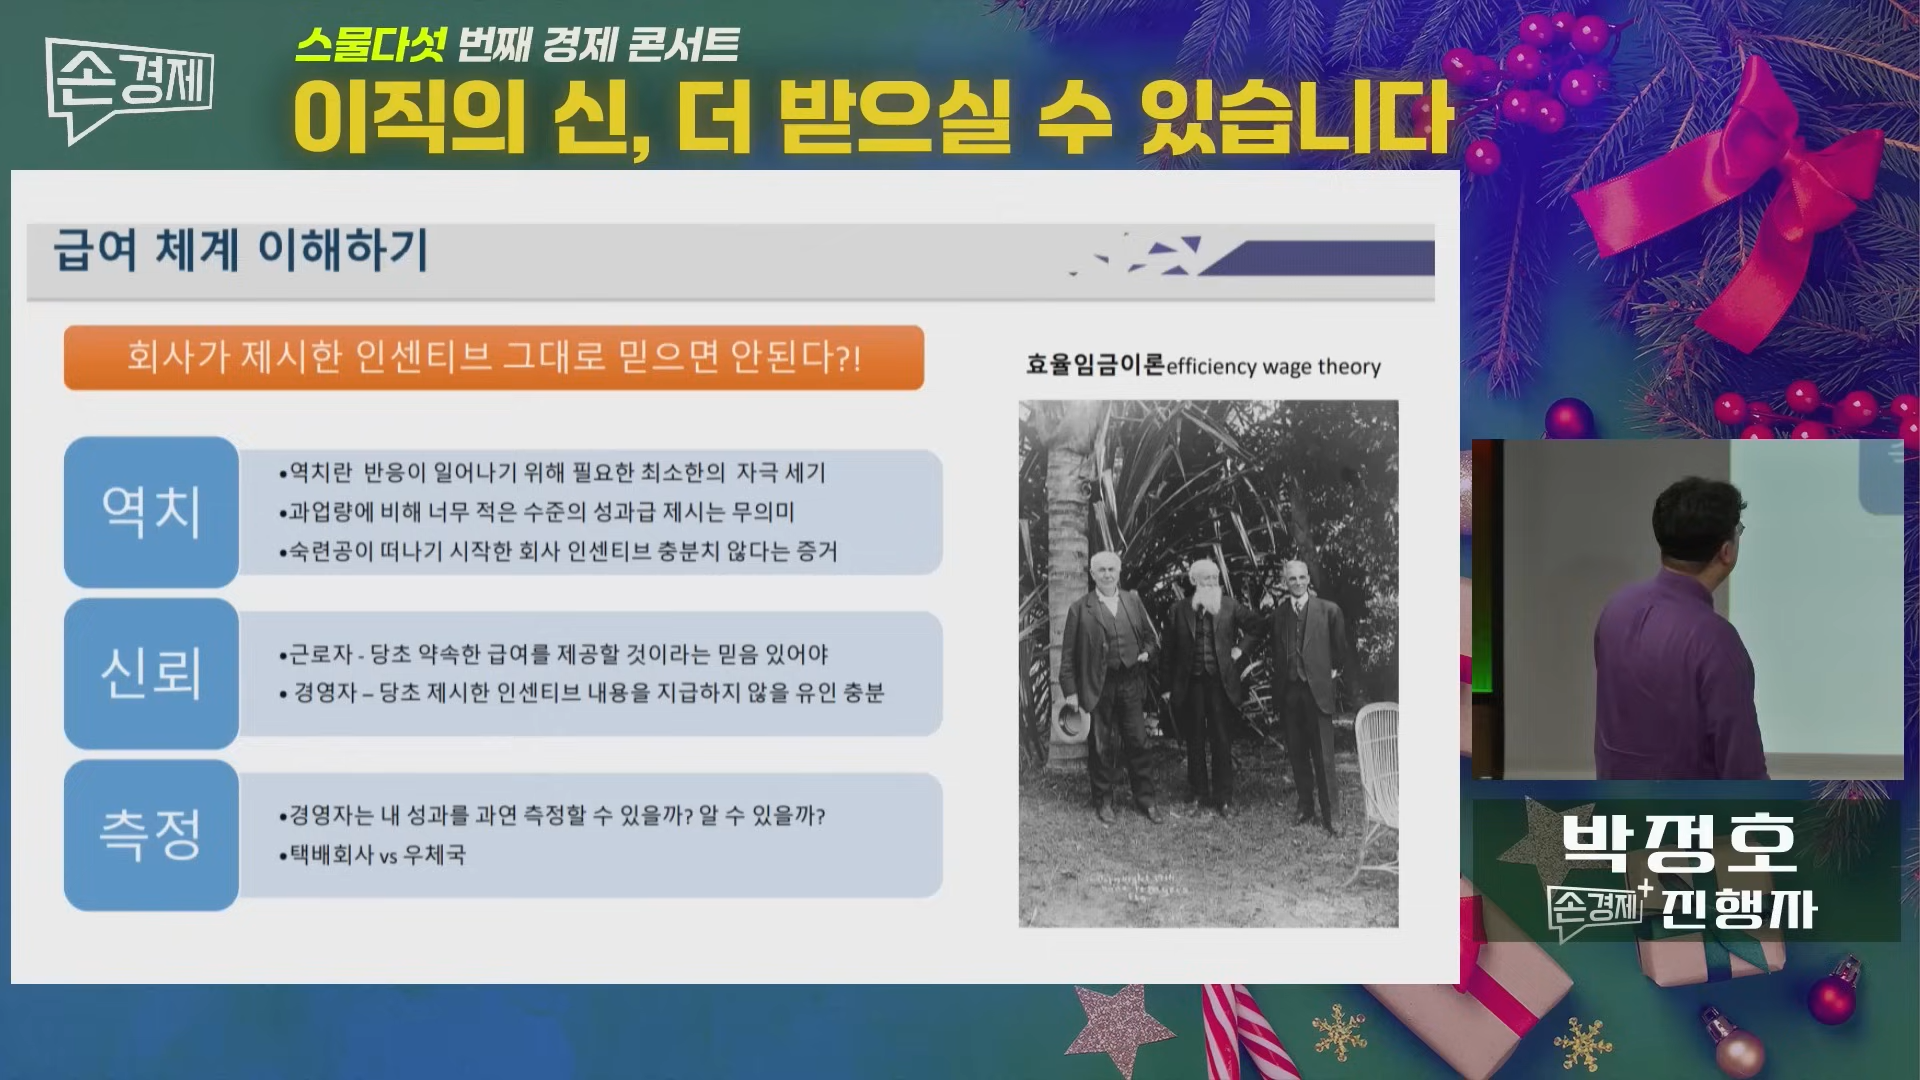 손경제
스물다섯 번째 경제 콘서트
이직의 신, 더 받으실 수 있습니다
급여 체계 이해하기
회사가 제시한 인센티브 그대로 믿으면 안된다?!
역치
•역치란 반응이 일어나기 위해 필요한 최소한의 자극 세기
•과업량에 비해 너무 적은 수준의 성과급 제시는 무의미
•숙련공이 떠나기 시작한 회사 인센티브 충분치 않다는 증거
신뢰
•근로자 - 당초 약속한 급여를 제공할 것이라는 믿음 있어야
• 경영자 – 당초 제시한 인센티브 내용을 지급하지 않을 유인 충분
측정
•경영자는 내 성과를 과연 측정할 수 있을까? 알 수 있을까?
•택배회사 vs 우체국
효율임금이론efficiency wage theory
박정호
손경제+ 진행자